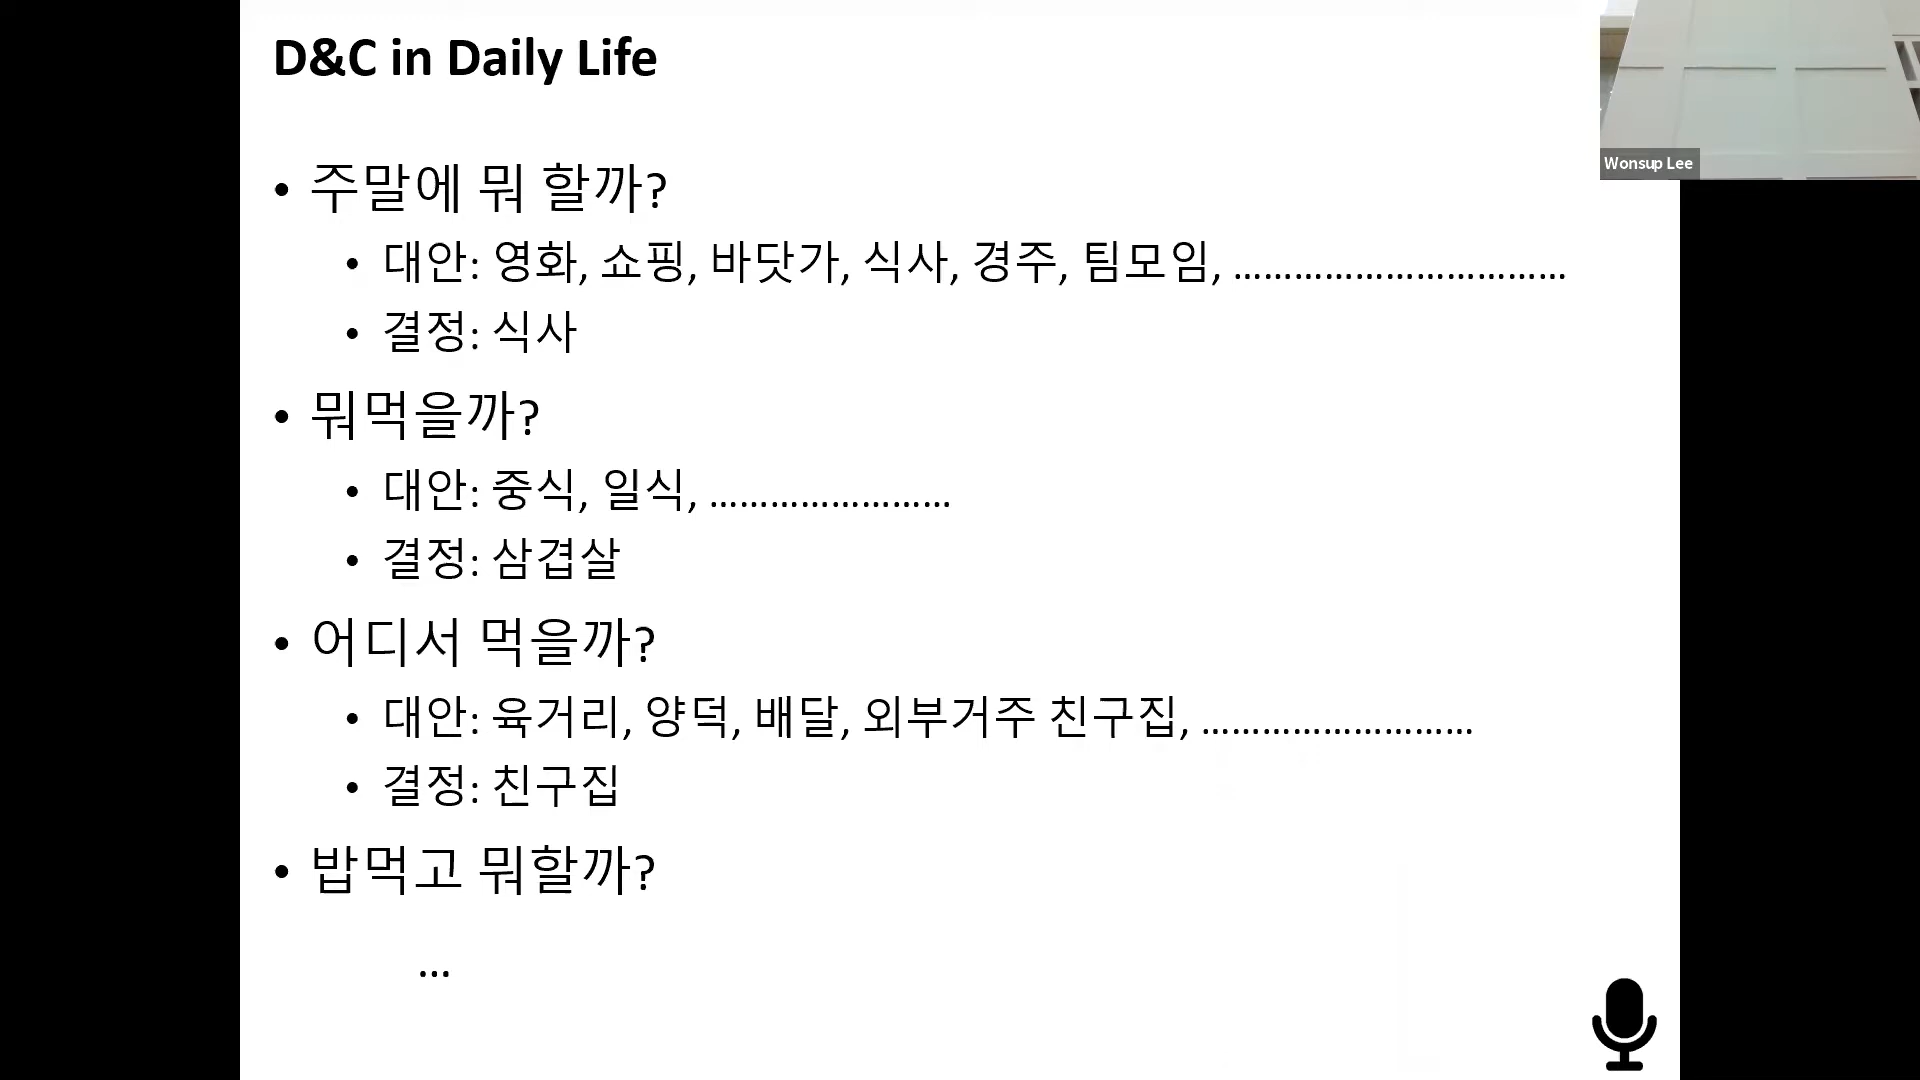 D&C in Daily Life
Wonsup Lee
• 주말에 뭐 할까?
• 대안: 영화, 쇼핑, 바닷가, 식사, 경주, 팀모임, ……………………………
• 결정: 식사
• 뭐먹을까?
• 대안: 중식, 일식, ……………………
• 결정: 삼겹살
• 어디서 먹을까?
• 대안: 육거리, 양덕, 배달, 외부거주 친구집, ………………………
• 결정: 친구집
• 밥먹고 뭐할까?
…